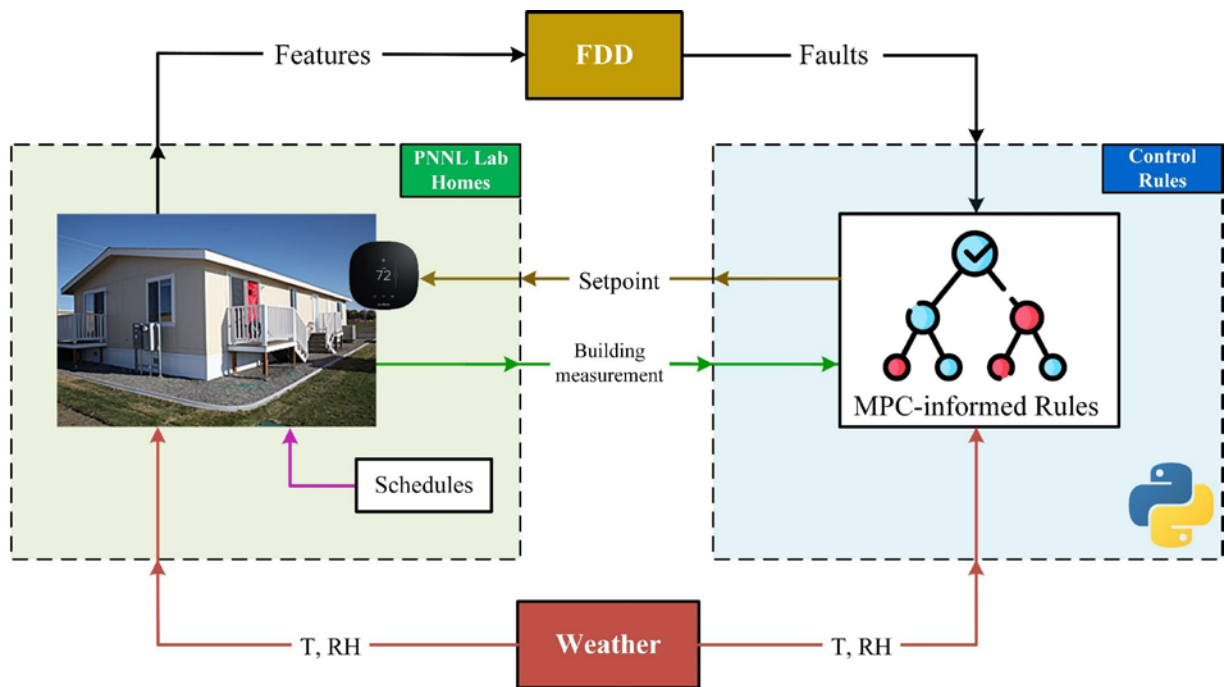 Features
FDD
Faults
PNNL Lab
Homes
Control
Rules
72
Setpoint
Building
measurement
MPC-informed Rules
Schedules
T, RH
Weather
T, RH